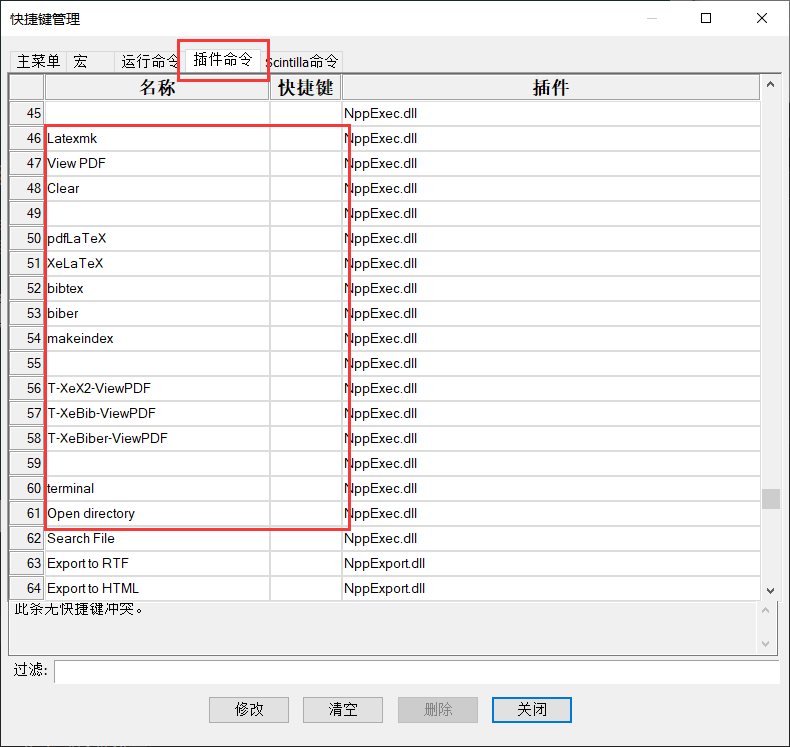 快捷键管理
主菜单 宏 运行命令 插件命令 Scintilla命令
名称 快捷键 插件
45 NppExec.dll
46 Latexmk NppExec.dll
47 View PDF NppExec.dll
48 Clear NppExec.dll
49 NppExec.dll
50 pdfLaTeX NppExec.dll
51 XeLaTeX NppExec.dll
52 bibtex NppExec.dll
53 biber NppExec.dll
54 makeindex NppExec.dll
55 NppExec.dll
56 T-XeX2-ViewPDF NppExec.dll
57 T-XeBib-ViewPDF NppExec.dll
58 T-XeBiber-ViewPDF NppExec.dll
59 NppExec.dll
60 terminal NppExec.dll
61 Open directory NppExec.dll
62 Search File NppExec.dll
63 Export to RTF NppExport.dll
64 Export to HTML NppExport.dll
此条无快捷键冲突。
过滤:
修改 清空 删除 关闭